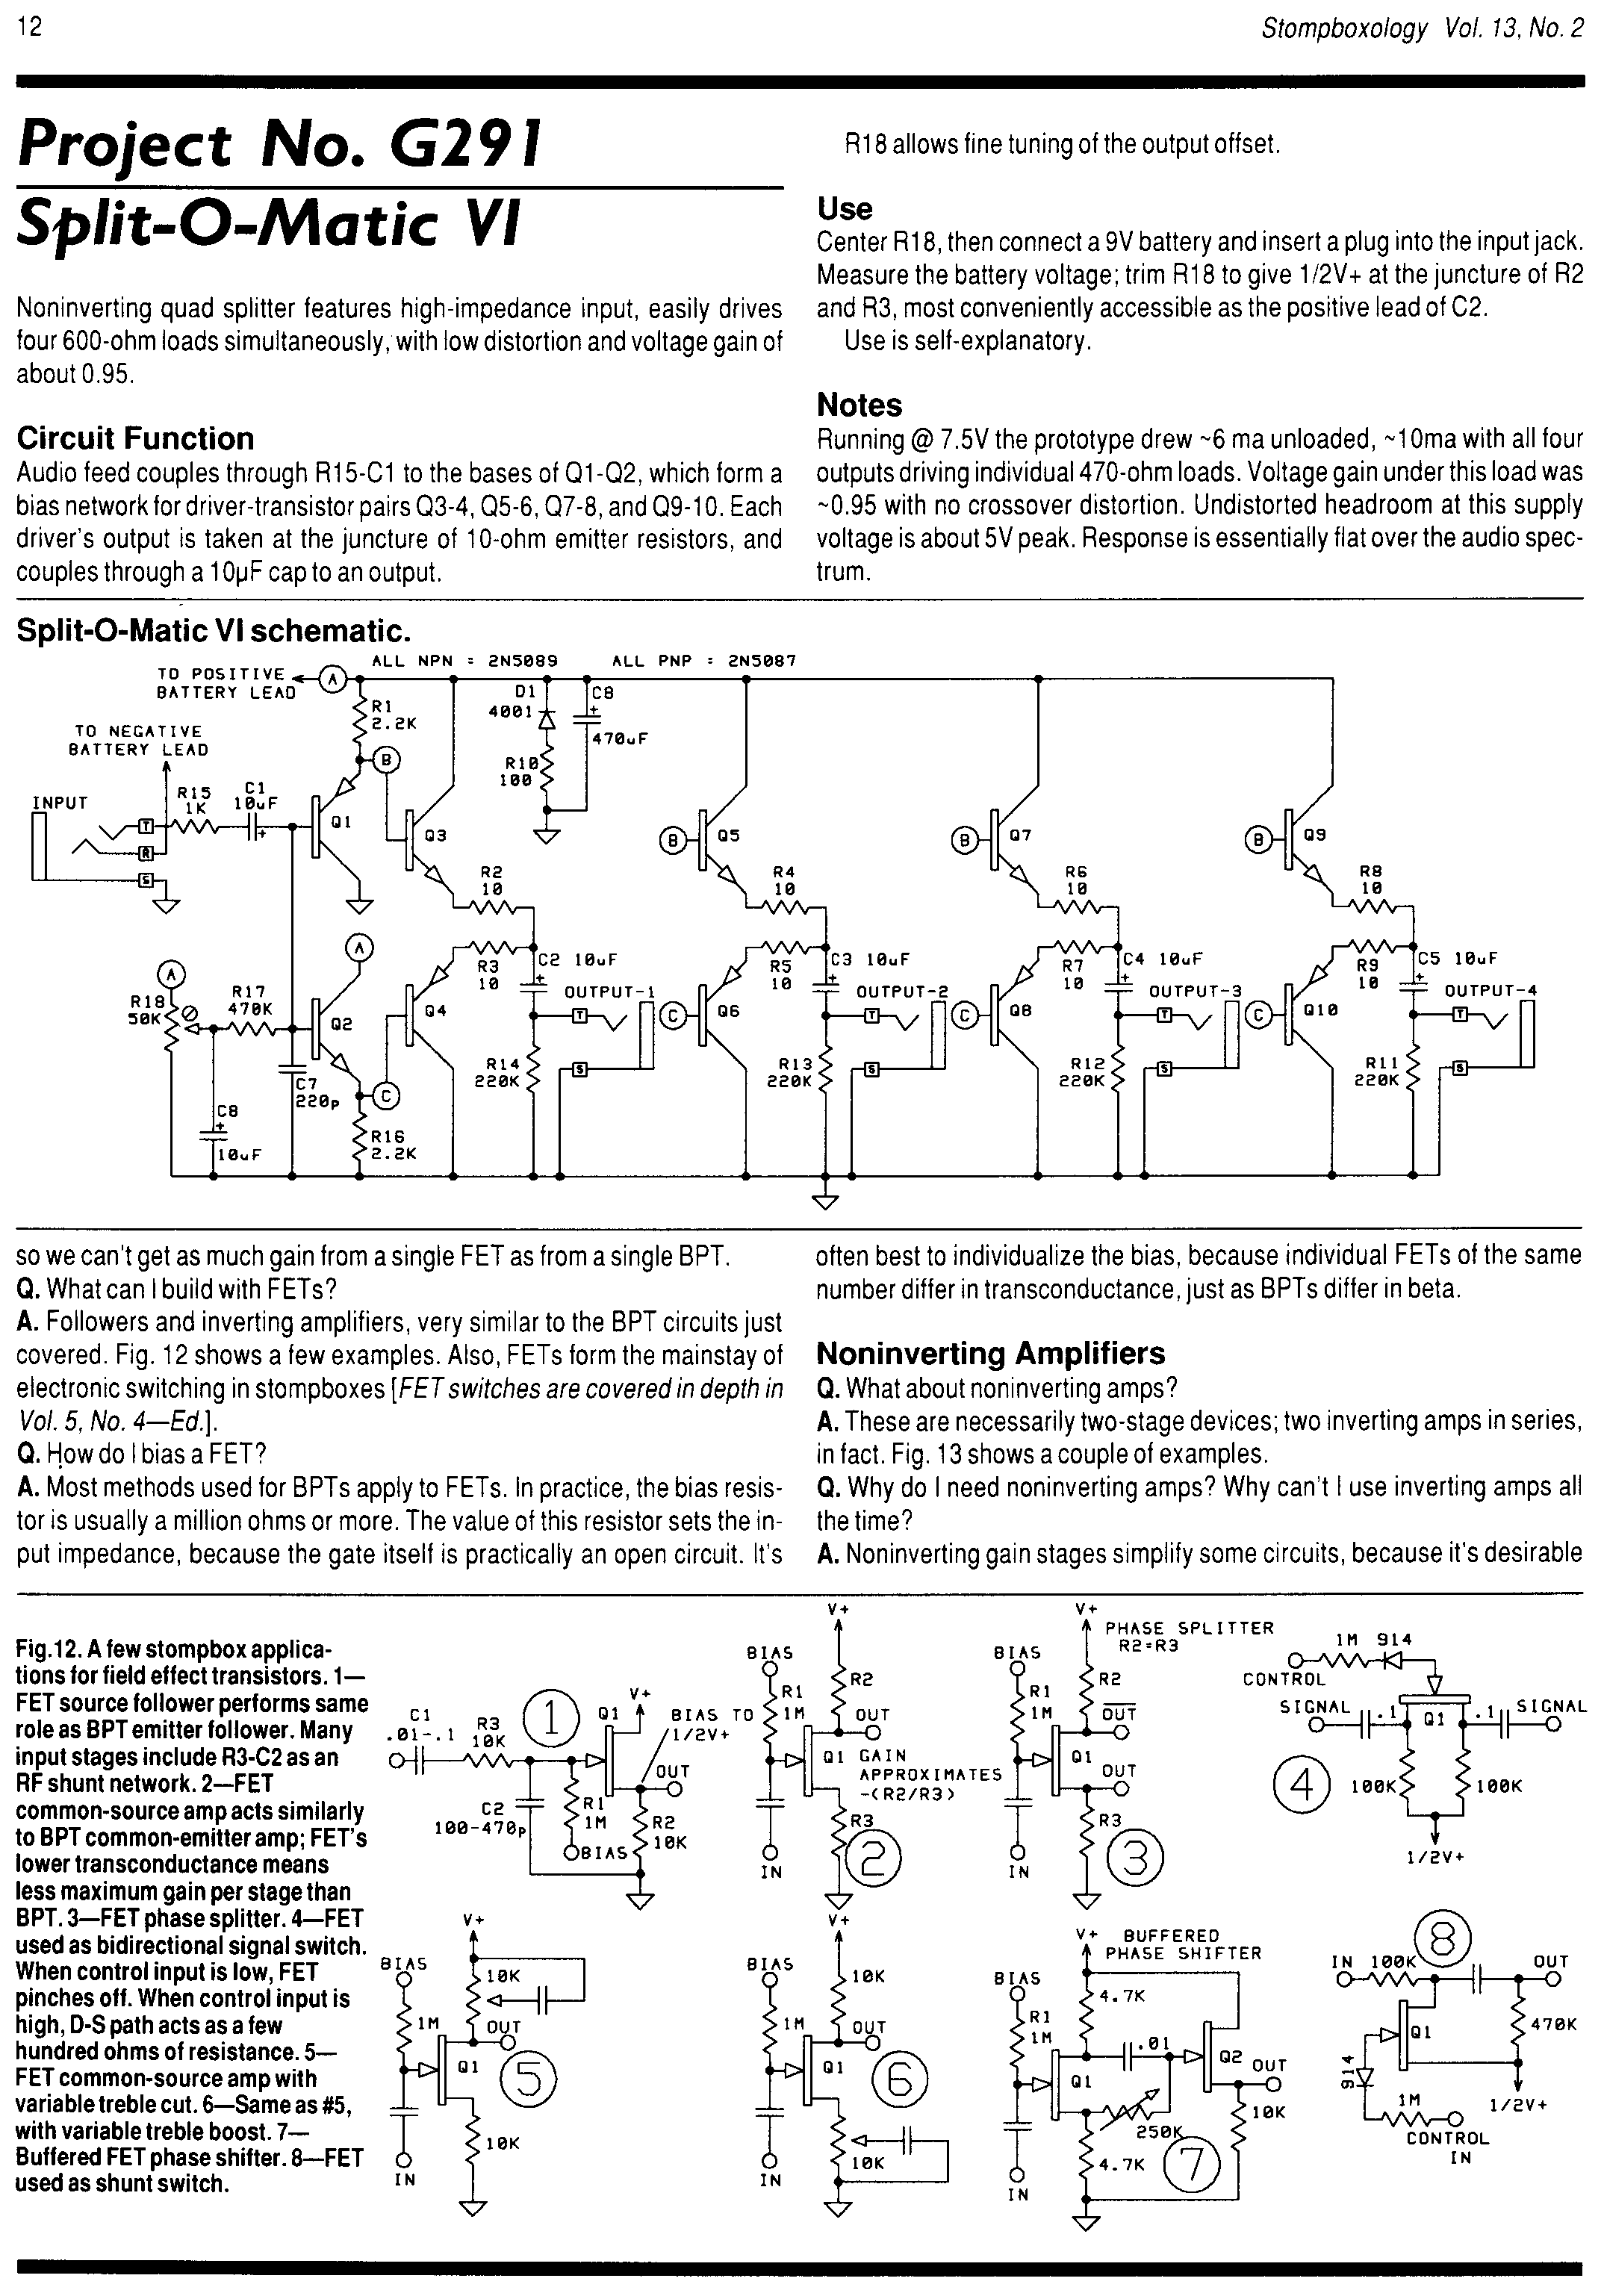 12
Stompboxology Vol. 13, No. 2
Project No. G291
Split-O-Matic VI
Noninverting quad splitter features high-impedance input, easily drives
four 600-ohm loads simultaneously, with low distortion and voltage gain of
about 0.95.
Circuit Function
Audio feed couples through R15-C1 to the bases of Q1-Q2, which form a
bias network for driver-transistor pairs Q3-4, Q5-6, Q7-8, and Q9-10. Each
driver's output is taken at the juncture of 10-ohm emitter resistors, and
couples through a 10µF cap to an output.
R18 allows fine tuning of the output offset.
Use
Center R18, then connect a 9V battery and insert a plug into the input jack.
Measure the battery voltage; trim R18 to give 1/2V+ at the juncture of R2
and R3, most conveniently accessible as the positive lead of C2.
Use is self-explanatory.
Notes
Running @ 7.5V the prototype drew ~6 ma unloaded, ~10ma with all four
outputs driving individual 470-ohm loads. Voltage gain under this load was
~0.95 with no crossover distortion. Undistorted headroom at this supply
voltage is about 5V peak. Response is essentially flat over the audio spec-
trum.
Split-O-Matic VI schematic.
ALL NPN = 2N5089 ALL PNP = 2N5087
TO POSITIVE
BATTERY LEAD
A
TO NEGATIVE
BATTERY LEAD
R1
2.2K
B
D1
4001
R10
100
C8
+
470uF
INPUT
R15
1K
C1
10uF
+
T
R
S
Q1
Q3
B
Q5
B
Q7
B
Q9
R2
10
R4
10
R6
10
R8
10
A
R18
50K
R17
470K
A
Q2
C
C7
220p
C8
+
10uF
R16
2.2K
Q4
R3
10
C2 10uF
+
OUTPUT-1
T
S
R14
220K
C
Q6
R5
10
C3 10uF
+
OUTPUT-2
T
S
R13
220K
C
Q8
R7
10
C4 10uF
+
OUTPUT-3
T
S
R12
220K
C
Q10
R9
10
C5 10uF
+
OUTPUT-4
T
S
R11
220K
so we can't get as much gain from a single FET as from a single BPT.
Q. What can I build with FETs?
A. Followers and inverting amplifiers, very similar to the BPT circuits just
covered. Fig. 12 shows a few examples. Also, FETs form the mainstay of
electronic switching in stompboxes [FET switches are covered in depth in
Vol. 5, No. 4—Ed.].
Q. How do I bias a FET?
A. Most methods used for BPTs apply to FETs. In practice, the bias resis-
tor is usually a million ohms or more. The value of this resistor sets the in-
put impedance, because the gate itself is practically an open circuit. It's
often best to individualize the bias, because individual FETs of the same
number differ in transconductance, just as BPTs differ in beta.
Noninverting Amplifiers
Q. What about noninverting amps?
A. These are necessarily two-stage devices; two inverting amps in series,
in fact. Fig. 13 shows a couple of examples.
Q. Why do I need noninverting amps? Why can't I use inverting amps all
the time?
A. Noninverting gain stages simplify some circuits, because it's desirable
Fig.12. A few stompbox applica-
tions for field effect transistors. 1—
FET source follower performs same
role as BPT emitter follower. Many
input stages include R3-C2 as an
RF shunt network. 2—FET
common-source amp acts similarly
to BPT common-emitter amp; FET's
lower transconductance means
less maximum gain per stage than
BPT. 3—FET phase splitter. 4—FET
used as bidirectional signal switch.
When control input is low, FET
pinches off. When control input is
high, D-S path acts as a few
hundred ohms of resistance. 5—
FET common-source amp with
variable treble cut. 6—Same as #5,
with variable treble boost. 7—
Buffered FET phase shifter. 8—FET
used as shunt switch.
1
C1
.01-.1
R3
10K
Q1
V+
BIAS TO
1/2V+
OUT
C2
100-470p
R1
1M
BIAS
R2
10K
V+
BIAS
R1
1M
R2
OUT
Q1
GAIN
APPROXIMATES
-(R2/R3)
R3
2
IN
V+
PHASE SPLITTER
R2=R3
BIAS
R1
1M
R2
OUT
Q1
OUT
R3
3
IN
1M 914
CONTROL
SIGNAL
.1
Q1
.1
SIGNAL
4
100K
100K
1/2V+
V+
BIAS
10K
1M
OUT
Q1
5
10K
IN
V+
BIAS
10K
1M
OUT
Q1
6
10K
IN
V+ BUFFERED
PHASE SHIFTER
BIAS
4.7K
R1
1M
.01
Q2
OUT
Q1
250K
10K
4.7K
7
IN
8
IN 100K
OUT
Q1
470K
914
1M
1/2V+
CONTROL
IN